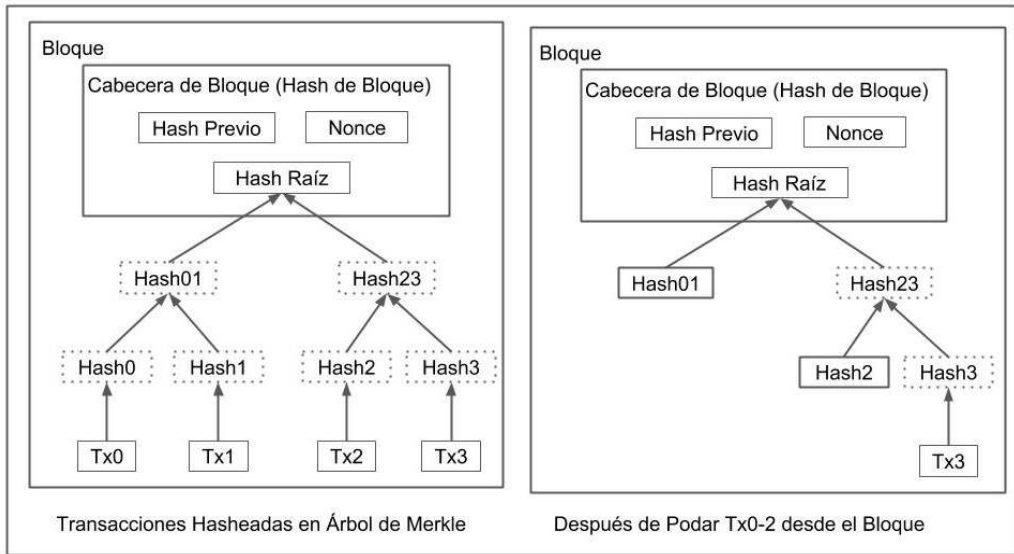 Bloque
Cabecera de Bloque (Hash de Bloque)
Hash Previo
Nonce
Hash Raíz
Hash01
Hash23
Hash0
Hash1
Hash2
Hash3
Tx0
Tx1
Tx2
Tx3
Transacciones Hasheadas en Árbol de Merkle
Bloque
Cabecera de Bloque (Hash de Bloque)
Hash Previo
Nonce
Hash Raíz
Hash01
Hash23
Hash2
Hash3
Tx3
Después de Podar Tx0-2 desde el Bloque